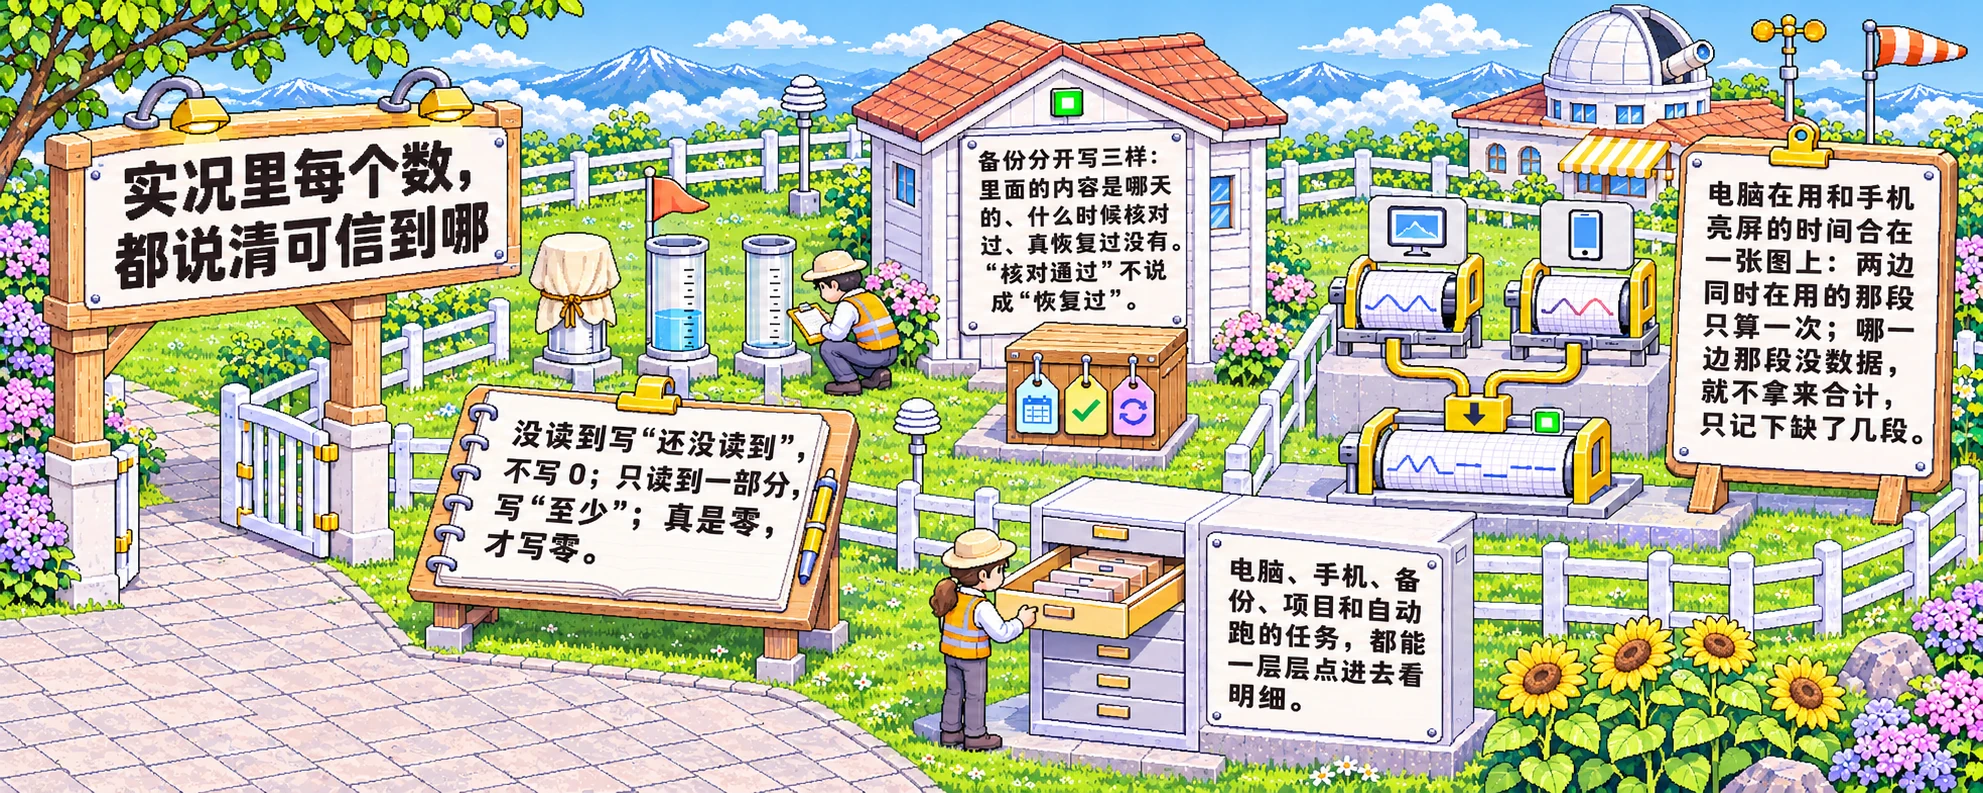 实况里每个数，
都说清可信到哪
没读到写“还没读到”，
不写 0；只读到一部分，
写“至少”；真是零，
才写零。
备份分开写三样：
里面的内容是哪天
的、什么时候核对
过、真恢复过没有。
“核对通过”不说
成“恢复过”。
电脑、手机、备
份、项目和自动
跑的任务，都能
一层层点进去看
明细。
电脑在用和手机
亮屏的时间合在
一张图上：两边
同时在用的那段
只算一次；哪一
边那段没数据，
就不拿来合计，
只记下缺了几段。